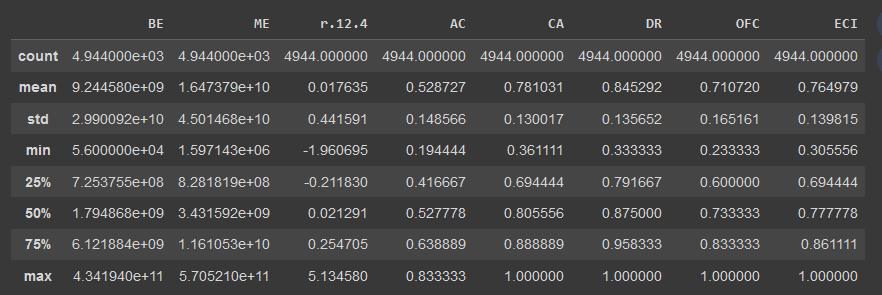 BE ME r.12.4 AC CA DR OFC ECI
count 4.944000e+03 4.944000e+03 4944.000000 4944.000000 4944.000000 4944.000000 4944.000000 4944.000000
mean 9.244580e+09 1.647379e+10 0.017635 0.528727 0.781031 0.845292 0.710720 0.764979
std 2.990092e+10 4.501468e+10 0.441591 0.148566 0.130017 0.135652 0.165161 0.139815
min 5.600000e+04 1.597143e+06 -1.960695 0.194444 0.361111 0.333333 0.233333 0.305556
25% 7.253755e+08 8.281819e+08 -0.211830 0.416667 0.694444 0.791667 0.600000 0.694444
50% 1.794868e+09 3.431592e+09 0.021291 0.527778 0.805556 0.875000 0.733333 0.777778
75% 6.121884e+09 1.161053e+10 0.254705 0.638889 0.888889 0.958333 0.833333 0.861111
max 4.341940e+11 5.705210e+11 5.134580 0.833333 1.000000 1.000000 1.000000 1.000000